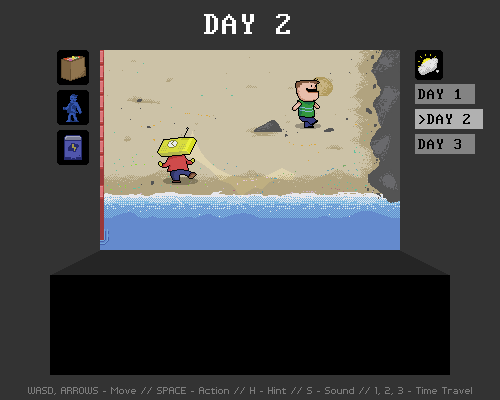 DAY 2
DAY 1
>DAY 2
DAY 3
WASD, ARROWS - Move // SPACE - Action // H - Hint // S - Sound // 1, 2, 3 - Time Travel